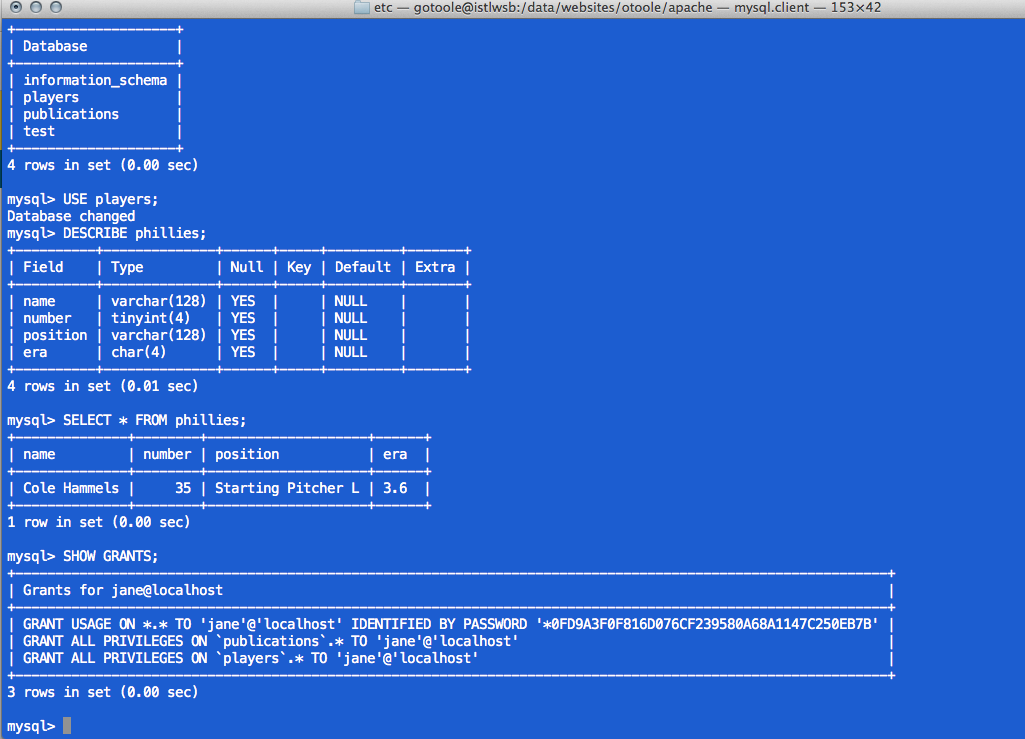 etc — gotoole@istlwsb:/data/websites/otoole/apache — mysql.client — 153×42
+--------------------+
| Database           |
+--------------------+
| information_schema |
| players            |
| publications       |
| test               |
+--------------------+
4 rows in set (0.00 sec)

mysql> USE players;
Database changed
mysql> DESCRIBE phillies;
+----------+--------------+------+-----+---------+-------+
| Field    | Type         | Null | Key | Default | Extra |
+----------+--------------+------+-----+---------+-------+
| name     | varchar(128) | YES  |     | NULL    |       |
| number   | tinyint(4)   | YES  |     | NULL    |       |
| position | varchar(128) | YES  |     | NULL    |       |
| era      | char(4)      | YES  |     | NULL    |       |
+----------+--------------+------+-----+---------+-------+
4 rows in set (0.01 sec)

mysql> SELECT * FROM phillies;
+--------------+--------+--------------------+------+
| name         | number | position           | era  |
+--------------+--------+--------------------+------+
| Cole Hammels |     35 | Starting Pitcher L | 3.6  |
+--------------+--------+--------------------+------+
1 row in set (0.00 sec)

mysql> SHOW GRANTS;
+-------------------------------------------------------------------------------------------------------------+
| Grants for jane@localhost                                                                                   |
+-------------------------------------------------------------------------------------------------------------+
| GRANT USAGE ON *.* TO 'jane'@'localhost' IDENTIFIED BY PASSWORD '*0FD9A3F0F816D076CF239580A68A1147C250EB7B' |
| GRANT ALL PRIVILEGES ON `publications`.* TO 'jane'@'localhost'                                              |
| GRANT ALL PRIVILEGES ON `players`.* TO 'jane'@'localhost'                                                   |
+-------------------------------------------------------------------------------------------------------------+
3 rows in set (0.00 sec)

mysql>